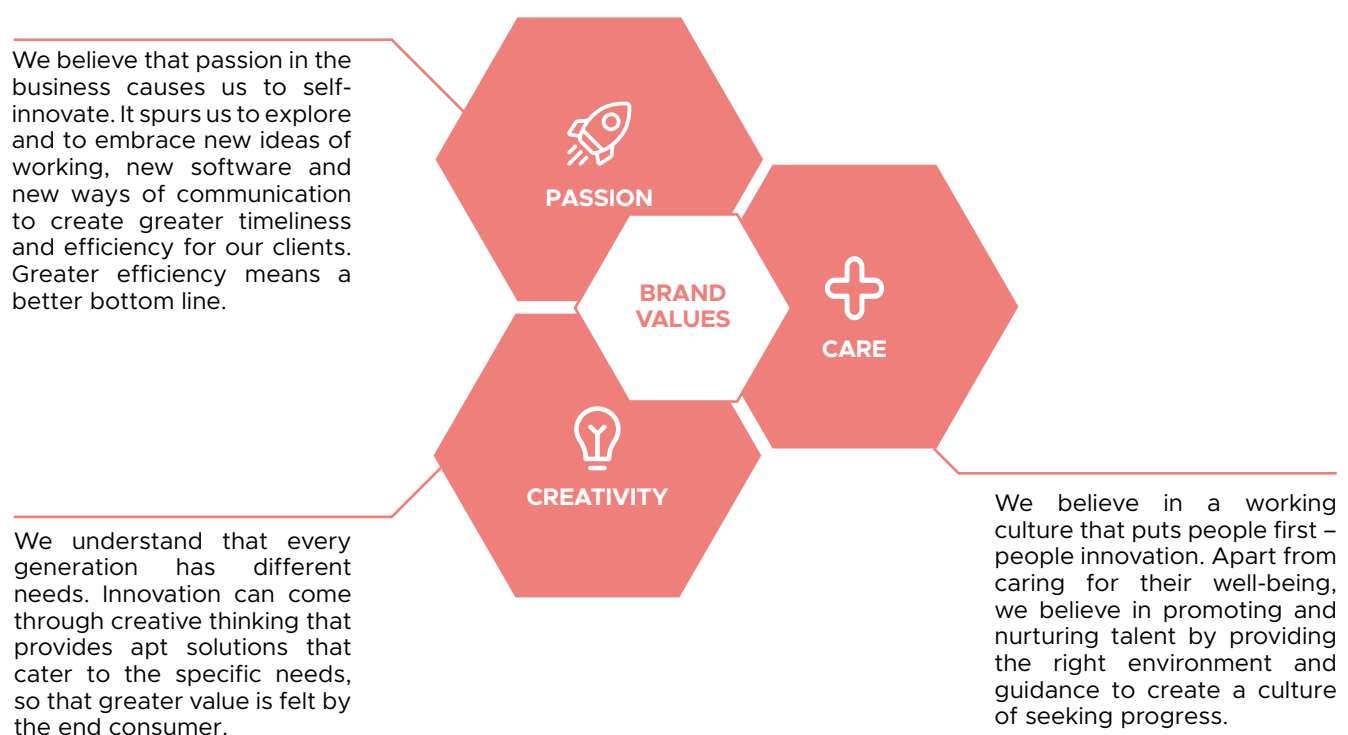 We believe that passion in the
business causes us to self-
innovate. It spurs us to explore
and to embrace new ideas of
working, new software and
new ways of communication
to create greater timeliness
and efficiency for our clients.
Greater efficiency means a
better bottom line.
PASSION
BRAND
VALUES
CARE
CREATIVITY
We understand that every
generation has different
needs. Innovation can come
through creative thinking that
provides apt solutions that
cater to the specific needs,
so that greater value is felt by
the end consumer.
We believe in a working
culture that puts people first –
people innovation. Apart from
caring for their well-being,
we believe in promoting and
nurturing talent by providing
the right environment and
guidance to create a culture
of seeking progress.